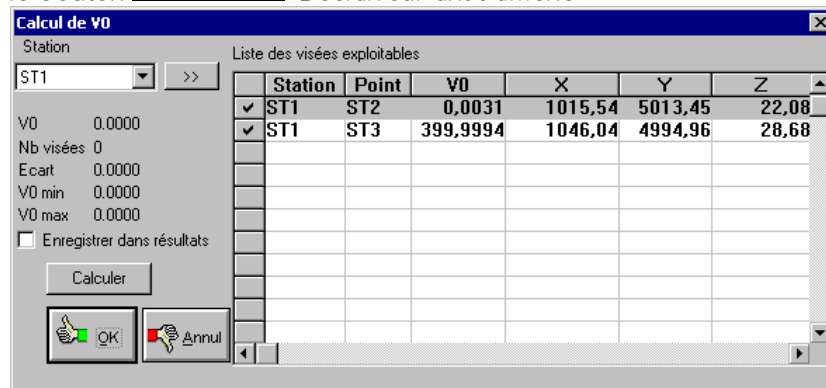 Calcul de V0
Station
Liste des visées exploitables
ST1 >>
Station Point V0 X Y Z
ST1 ST2 0,0031 1015,54 5013,45 22,08
ST1 ST3 399,9994 1046,04 4994,96 28,68
V0 0.0000
Nb visées 0
Ecart 0.0000
V0 min 0.0000
V0 max 0.0000
Enregistrer dans résultats
Calculer
OK Annul